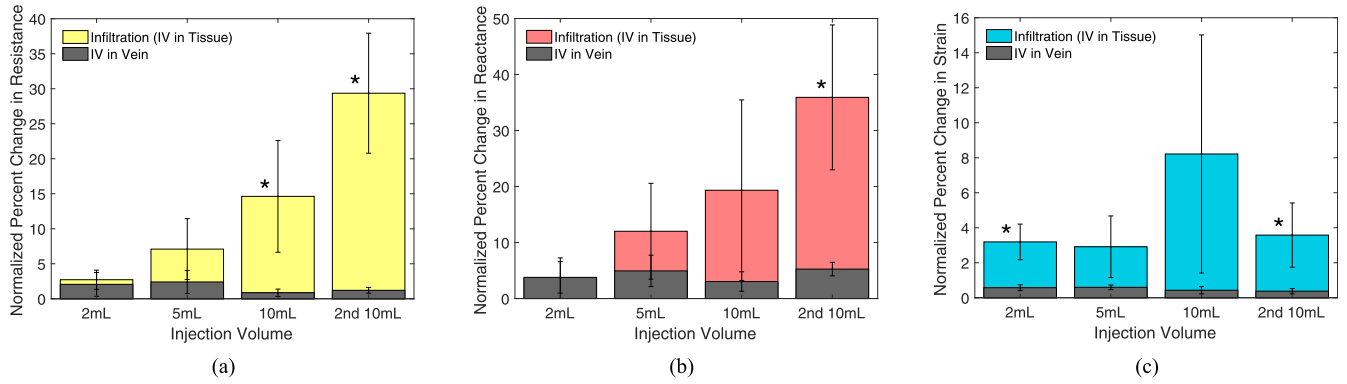 Normalized Percent Change in Resistance
40
35
30
25
20
15
10
5
0
Infiltration (IV in Tissue)
IV in Vein
*
*
2mL 5mL 10mL 2nd 10mL
Injection Volume
(a)
Normalized Percent Change in Reactance
50
40
30
20
10
0
Infiltration (IV in Tissue)
IV in Vein
*
2mL 5mL 10mL 2nd 10mL
Injection Volume
(b)
Normalized Percent Change in Strain
16
14
12
10
8
6
4
2
0
Infiltration (IV in Tissue)
IV in Vein
*
*
2mL 5mL 10mL 2nd 10mL
Injection Volume
(c)